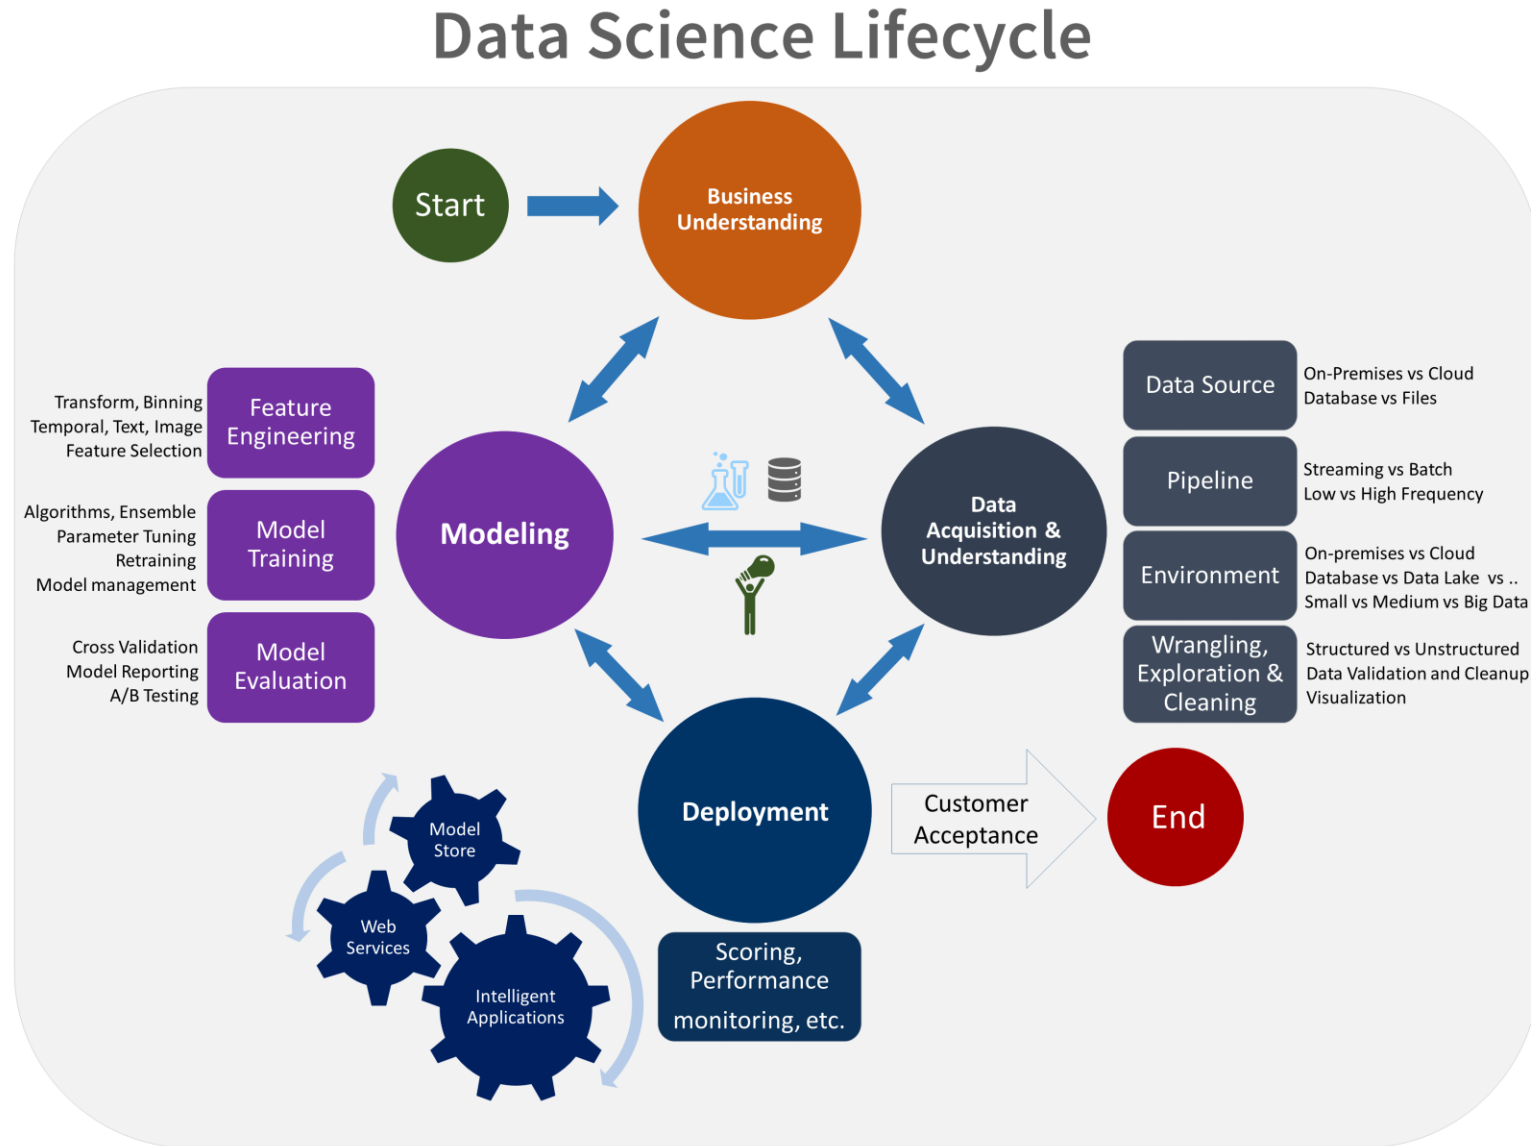 Data Science Lifecycle
Start
Business
Understanding
Transform, Binning
Temporal, Text, Image
Feature Selection
Feature
Engineering
Algorithms, Ensemble
Parameter Tuning
Retraining
Model management
Model
Training
Cross Validation
Model Reporting
A/B Testing
Model
Evaluation
Modeling
Data
Acquisition &
Understanding
Data Source
On-Premises vs Cloud
Database vs Files
Pipeline
Streaming vs Batch
Low vs High Frequency
Environment
On-premises vs Cloud
Database vs Data Lake vs ..
Small vs Medium vs Big Data
Wrangling,
Exploration &
Cleaning
Structured vs Unstructured
Data Validation and Cleanup
Visualization
Deployment
Customer
Acceptance
End
Model
Store
Web
Services
Intelligent
Applications
Scoring,
Performance
monitoring, etc.